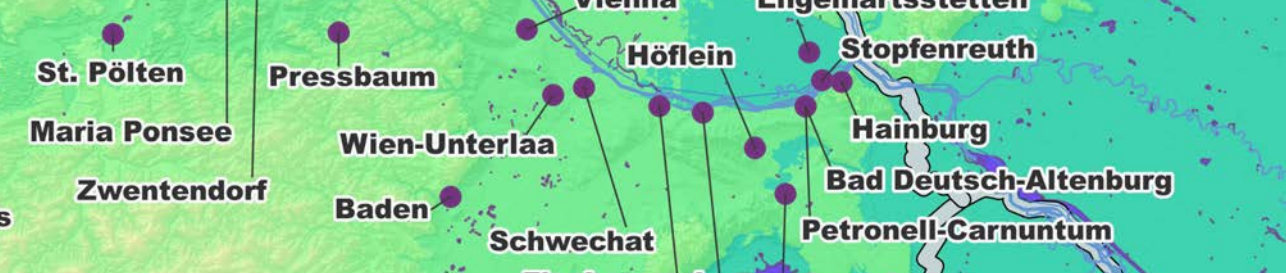 Vienna
Engelhartsstetten
Höflein
Stopfenreuth
St. Pölten
Pressbaum
Maria Ponsee
Wien-Unterlaa
Hainburg
Zwentendorf
Bad Deutsch-Altenburg
Baden
s
Petronell-Carnuntum
Schwechat